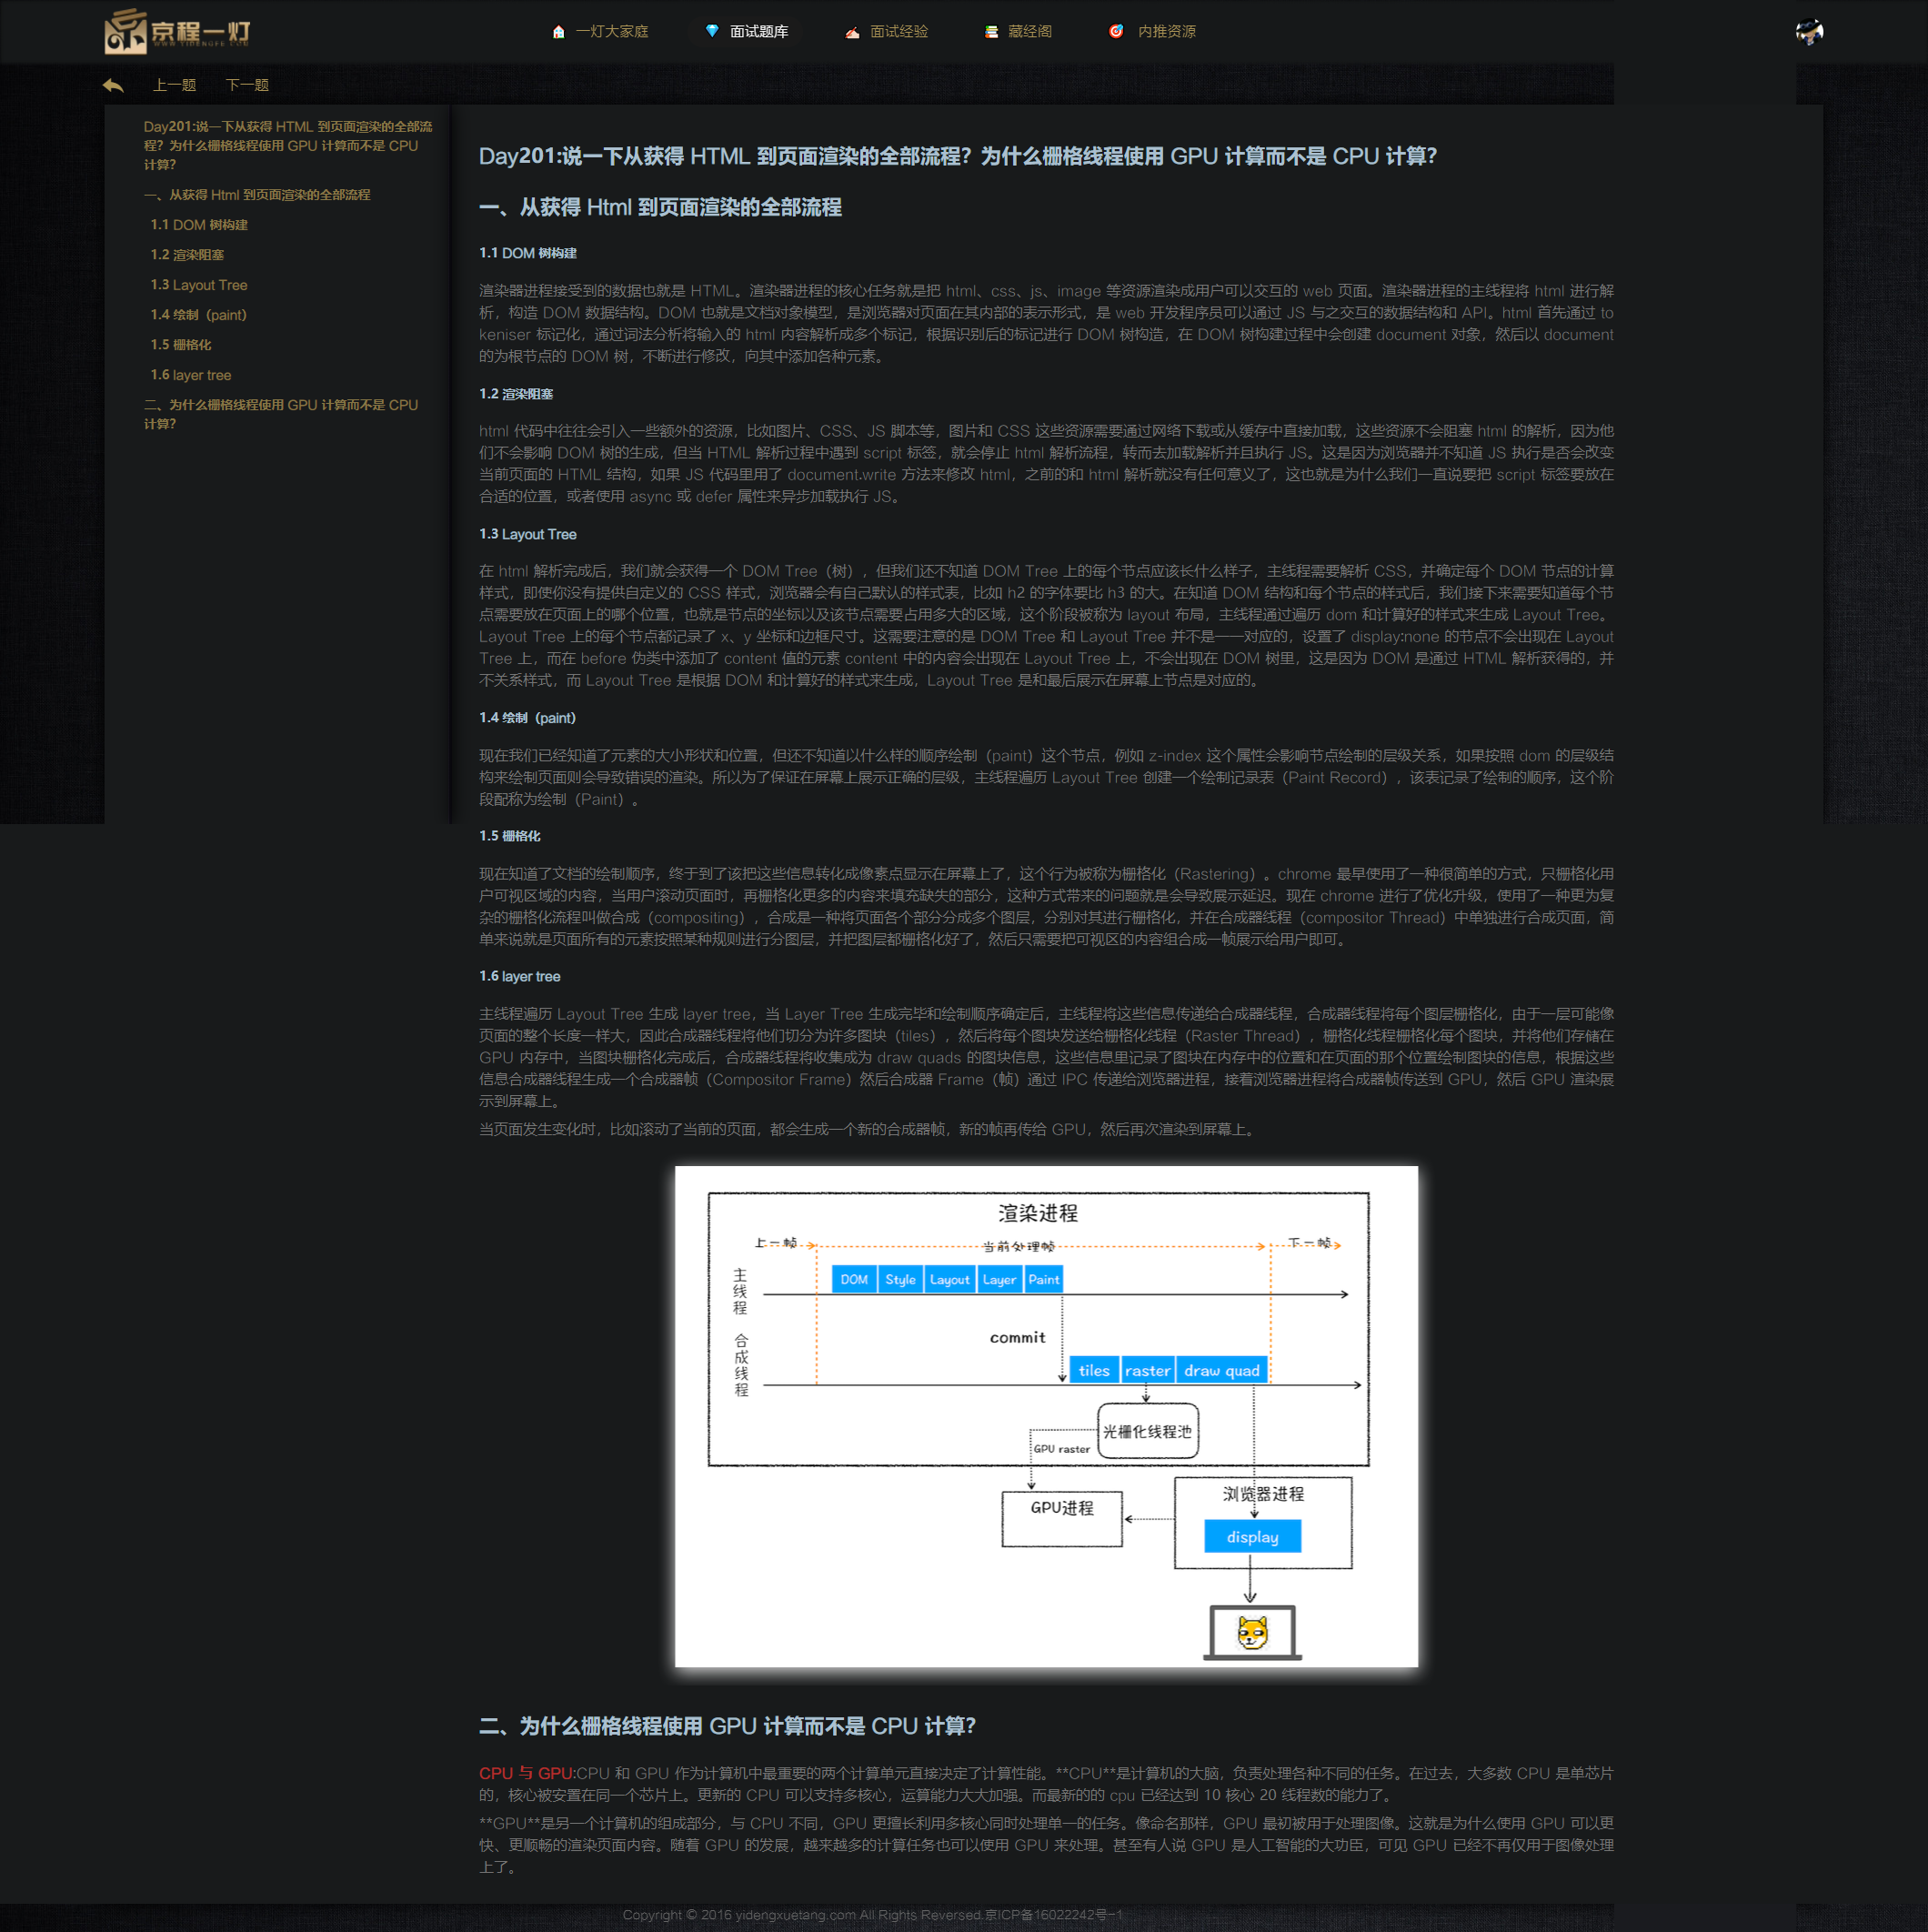 京程一灯
WWW.YIDENGFE.COM
一灯大家庭
面试题库
面试经验
藏经阁
内推资源
上一题
下一题
Day201:说一下从获得 HTML 到页面渲染的全部流
程？为什么栅格线程使用 GPU 计算而不是 CPU
计算？
一、从获得 Html 到页面渲染的全部流程
1.1 DOM 树构建
1.2 渲染阻塞
1.3 Layout Tree
1.4 绘制（paint）
1.5 栅格化
1.6 layer tree
二、为什么栅格线程使用 GPU 计算而不是 CPU
计算？
Day201:说一下从获得 HTML 到页面渲染的全部流程？为什么栅格线程使用 GPU 计算而不是 CPU 计算？
一、从获得 Html 到页面渲染的全部流程
1.1 DOM 树构建
渲染器进程接受到的数据也就是 HTML。渲染器进程的核心任务就是把 html、css、js、image 等资源渲染成用户可以交互的 web 页面。渲染器进程的主线程将 html 进行解
析，构造 DOM 数据结构。DOM 也就是文档对象模型，是浏览器对页面在其内部的表示形式，是 web 开发程序员可以通过 JS 与之交互的数据结构和 API。html 首先通过 to
keniser 标记化，通过词法分析将输入的 html 内容解析成多个标记，根据识别后的标记进行 DOM 树构造，在 DOM 树构建过程中会创建 document 对象，然后以 document
的为根节点的 DOM 树，不断进行修改，向其中添加各种元素。
1.2 渲染阻塞
html 代码中往往会引入一些额外的资源，比如图片、CSS、JS 脚本等，图片和 CSS 这些资源需要通过网络下载或从缓存中直接加载，这些资源不会阻塞 html 的解析，因为他
们不会影响 DOM 树的生成，但当 HTML 解析过程中遇到 script 标签，就会停止 html 解析流程，转而去加载解析并且执行 JS。这是因为浏览器并不知道 JS 执行是否会改变
当前页面的 HTML 结构，如果 JS 代码里用了 document.write 方法来修改 html，之前的和 html 解析就没有任何意义了，这也就是为什么我们一直说要把 script 标签要放在
合适的位置，或者使用 async 或 defer 属性来异步加载执行 JS。
1.3 Layout Tree
在 html 解析完成后，我们就会获得一个 DOM Tree（树），但我们还不知道 DOM Tree 上的每个节点应该长什么样子，主线程需要解析 CSS，并确定每个 DOM 节点的计算
样式，即使你没有提供自定义的 CSS 样式，浏览器会有自己默认的样式表，比如 h2 的字体要比 h3 的大。在知道 DOM 结构和每个节点的样式后，我们接下来需要知道每个节
点需要放在页面上的哪个位置，也就是节点的坐标以及该节点需要占用多大的区域，这个阶段被称为 layout 布局，主线程通过遍历 dom 和计算好的样式来生成 Layout Tree。
Layout Tree 上的每个节点都记录了 x、y 坐标和边框尺寸。这需要注意的是 DOM Tree 和 Layout Tree 并不是一一对应的，设置了 display:none 的节点不会出现在 Layout
Tree 上，而在 before 伪类中添加了 content 值的元素 content 中的内容会出现在 Layout Tree 上，不会出现在 DOM 树里，这是因为 DOM 是通过 HTML 解析获得的，并
不关系样式，而 Layout Tree 是根据 DOM 和计算好的样式来生成，Layout Tree 是和最后展示在屏幕上节点是对应的。
1.4 绘制（paint）
现在我们已经知道了元素的大小形状和位置，但还不知道以什么样的顺序绘制（paint）这个节点，例如 z-index 这个属性会影响节点绘制的层级关系，如果按照 dom 的层级结
构来绘制页面则会导致错误的渲染。所以为了保证在屏幕上展示正确的层级，主线程遍历 Layout Tree 创建一个绘制记录表（Paint Record），该表记录了绘制的顺序，这个阶
段配称为绘制（Paint）。
1.5 栅格化
现在知道了文档的绘制顺序，终于到了该把这些信息转化成像素点显示在屏幕上了，这个行为被称为栅格化（Rastering）。chrome 最早使用了一种很简单的方式，只栅格化用
户可视区域的内容，当用户滚动页面时，再栅格化更多的内容来填充缺失的部分，这种方式带来的问题就是会导致展示延迟。现在 chrome 进行了优化升级，使用了一种更为复
杂的栅格化流程叫做合成（compositing），合成是一种将页面各个部分分成多个图层，分别对其进行栅格化，并在合成器线程（compositor Thread）中单独进行合成页面，简
单来说就是页面所有的元素按照某种规则进行分图层，并把图层都栅格化好了，然后只需要把可视区的内容组合成一帧展示给用户即可。
1.6 layer tree
主线程遍历 Layout Tree 生成 layer tree，当 Layer Tree 生成完毕和绘制顺序确定后，主线程将这些信息传递给合成器线程，合成器线程将每个图层栅格化，由于一层可能像
页面的整个长度一样大，因此合成器线程将他们切分为许多图块（tiles），然后将每个图块发送给栅格化线程（Raster Thread），栅格化线程栅格化每个图块，并将他们存储在
GPU 内存中，当图块栅格化完成后，合成器线程将收集成为 draw quads 的图块信息，这些信息里记录了图块在内存中的位置和在页面的那个位置绘制图块的信息，根据这些
信息合成器线程生成一个合成器帧（Compositor Frame）然后合成器 Frame（帧）通过 IPC 传递给浏览器进程，接着浏览器进程将合成器帧传送到 GPU，然后 GPU 渲染展
示到屏幕上。
当页面发生变化时，比如滚动了当前的页面，都会生成一个新的合成器帧，新的帧再传给 GPU，然后再次渲染到屏幕上。
渲染进程
上一帧
当前处理帧
下一帧
主线程
DOM
Style
Layout
Layer
Paint
commit
合成线程
tiles
raster
draw quad
光栅化线程池
GPU raster
GPU进程
浏览器进程
display
二、为什么栅格线程使用 GPU 计算而不是 CPU 计算？
CPU 与 GPU:CPU 和 GPU 作为计算机中最重要的两个计算单元直接决定了计算性能。**CPU**是计算机的大脑，负责处理各种不同的任务。在过去，大多数 CPU 是单芯片
的，核心被安置在同一个芯片上。更新的 CPU 可以支持多核心，运算能力大大加强。而最新的的 cpu 已经达到 10 核心 20 线程数的能力了。
**GPU**是另一个计算机的组成部分，与 CPU 不同，GPU 更擅长利用多核心同时处理单一的任务。像命名那样，GPU 最初被用于处理图像。这就是为什么使用 GPU 可以更
快、更顺畅的渲染页面内容。随着 GPU 的发展，越来越多的计算任务也可以使用 GPU 来处理。甚至有人说 GPU 是人工智能的大功臣，可见 GPU 已经不再仅用于图像处理
上了。
Copyright © 2016 yidengxuetang.com All Rights Reversed.京ICP备16022242号-1